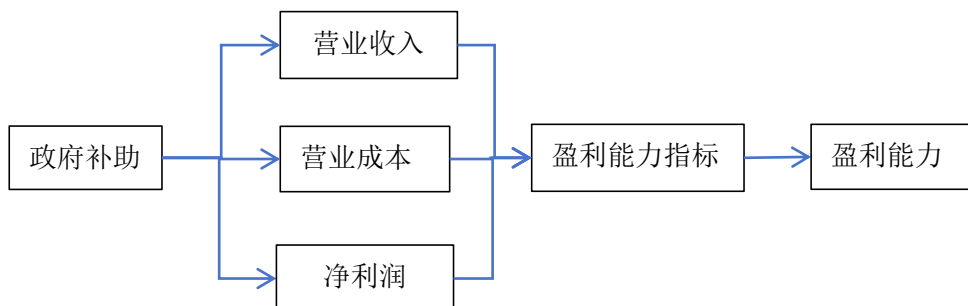 营业收入
政府补助
营业成本
盈利能力指标
盈利能力
净利润